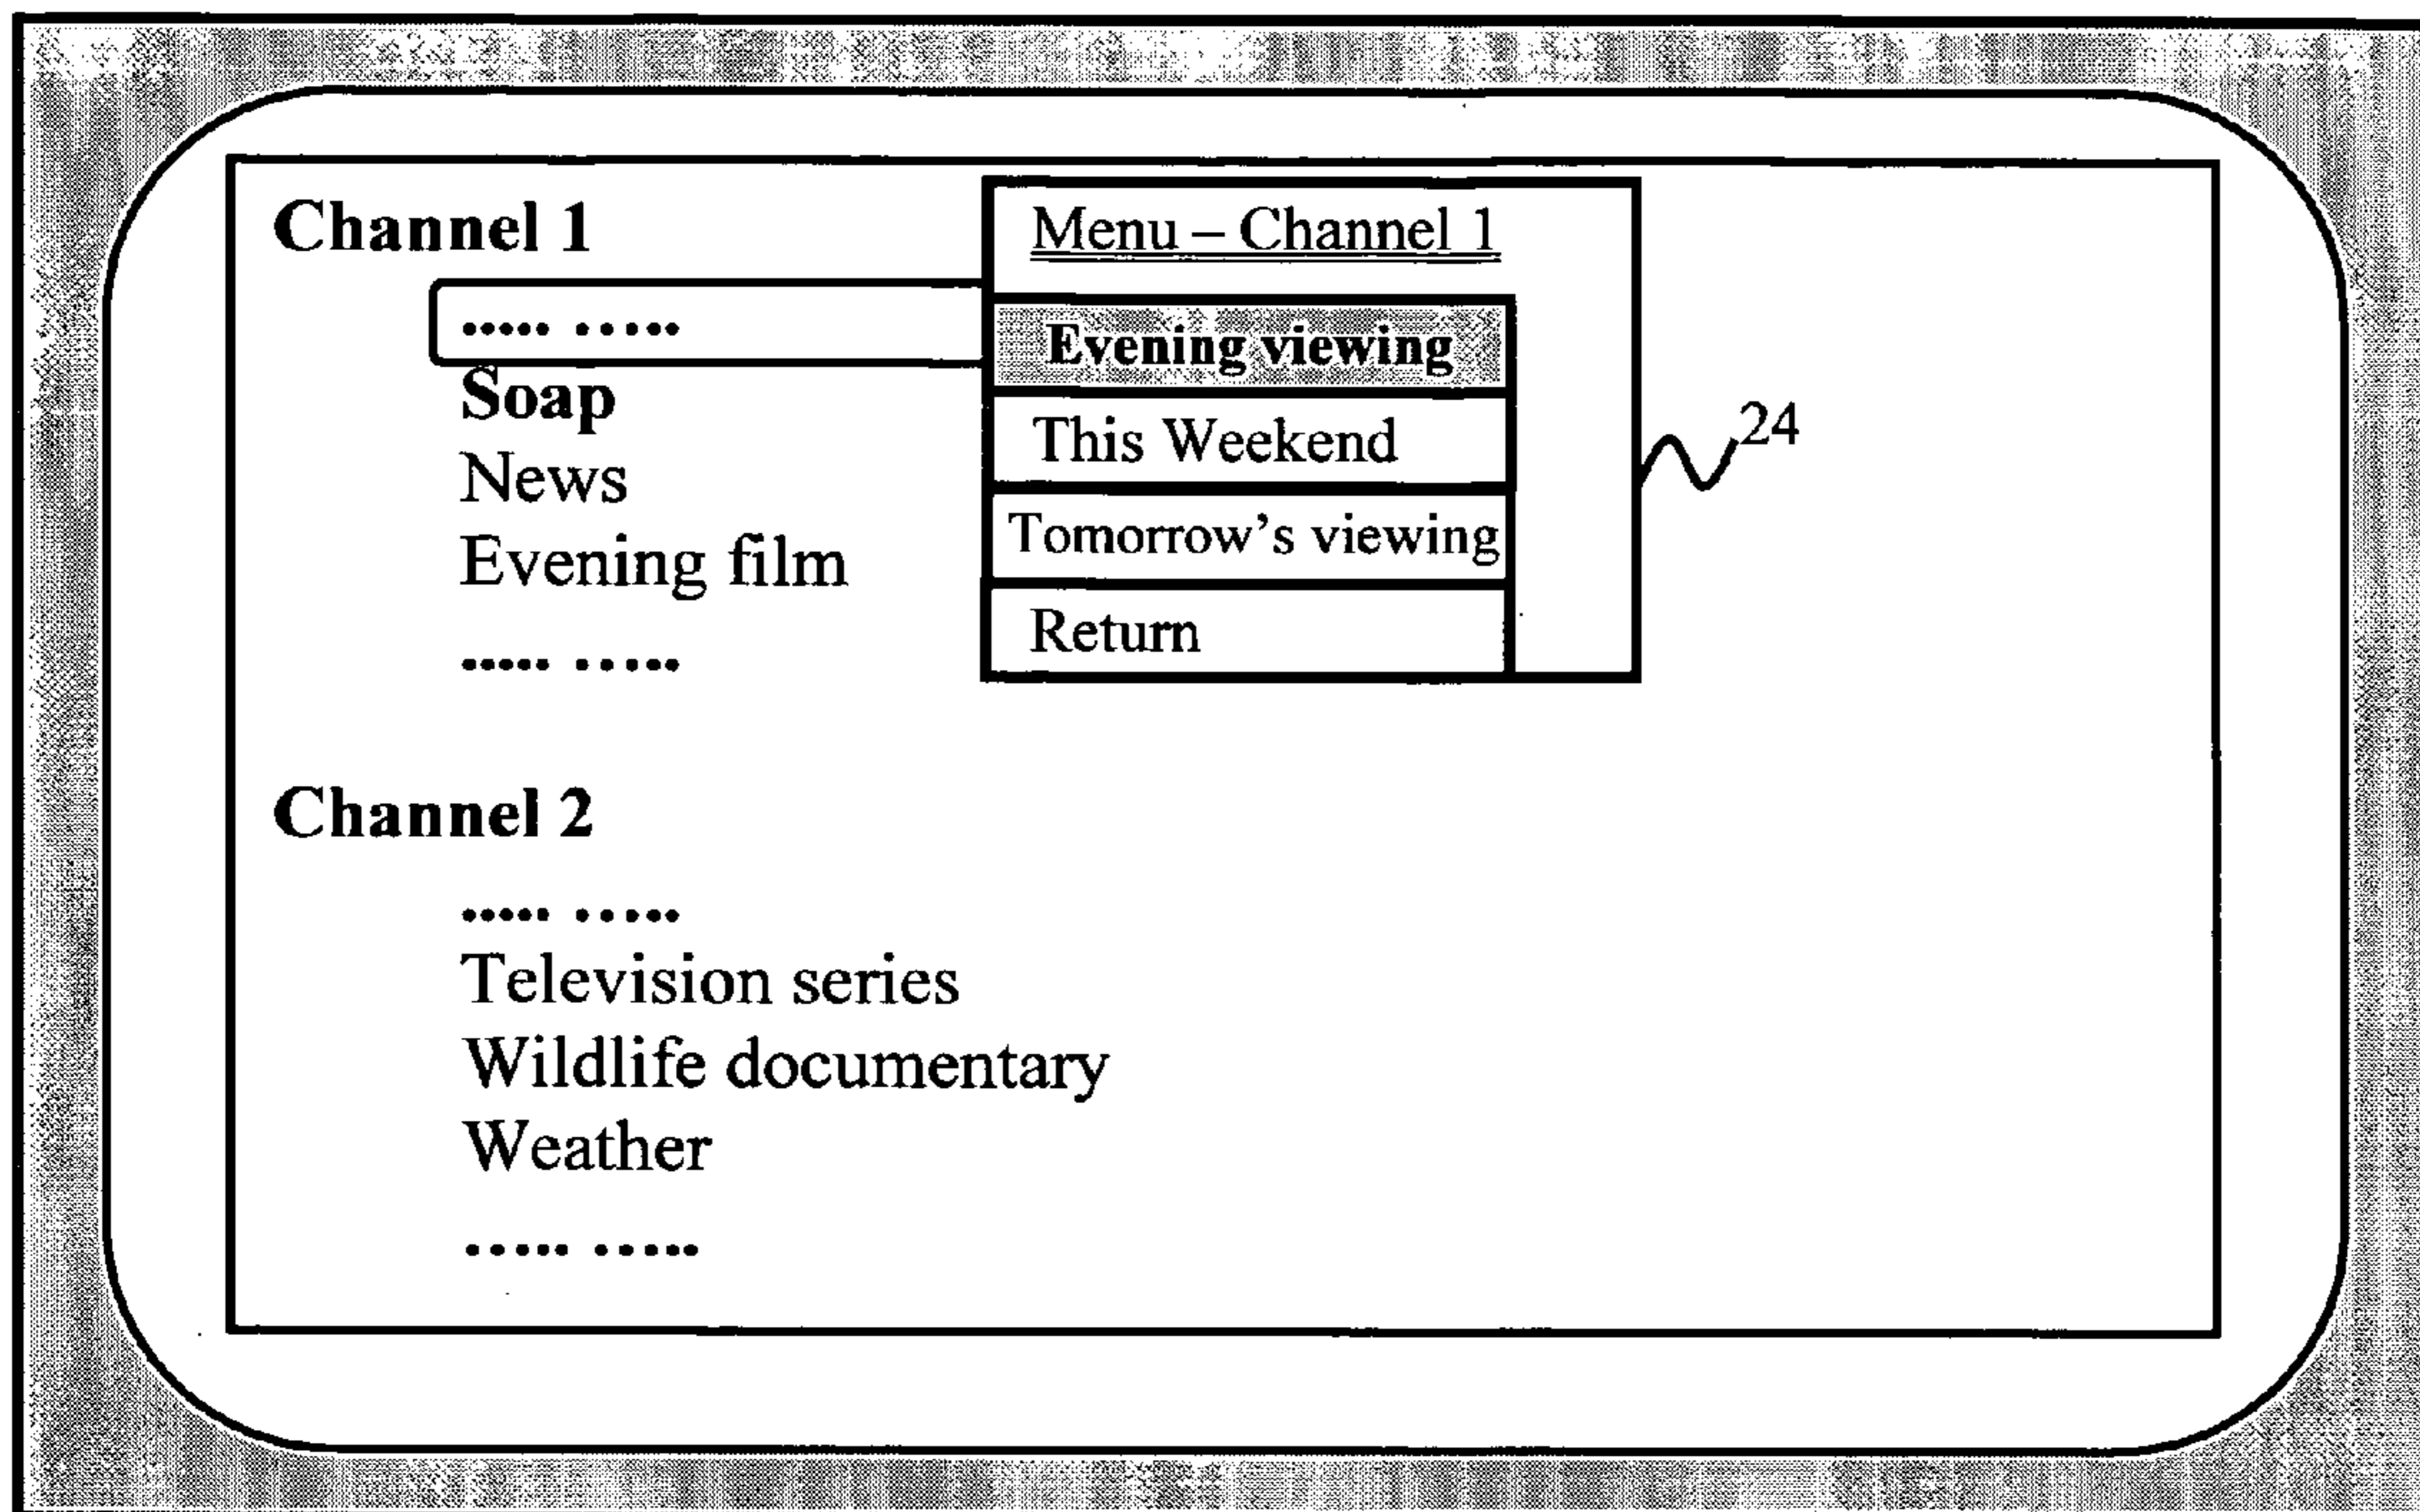 Channel 1
..... .....
Soap
News
Evening film
..... .....
Menu – Channel 1
Evening viewing
This Weekend
Tomorrow's viewing
Return
24
Channel 2
..... .....
Television series
Wildlife documentary
Weather
..... .....